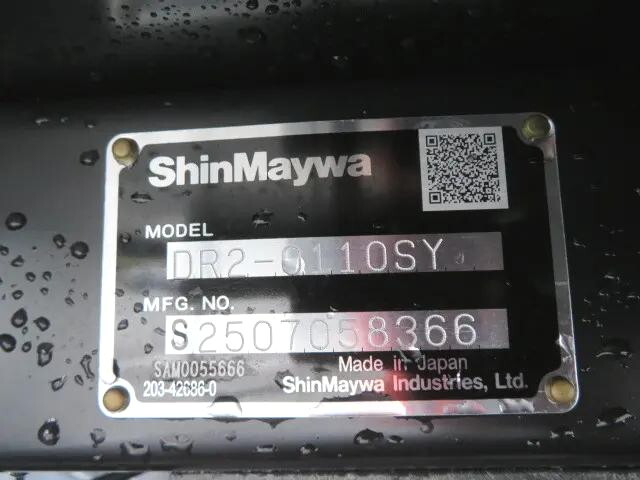 ShinMaywa
MODEL
DR2-0110SY
MFG. NO.
S2507058366
SAM0055666
Made in Japan
203-42686-0
ShinMaywa Industries, Ltd.